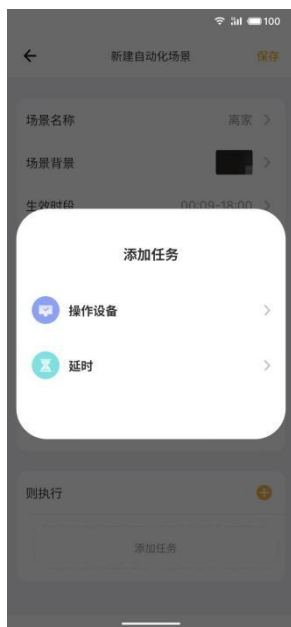 100
新建自动化场景
保存
场景名称
离家
场景背景
生效时段
00:09-18:00
添加任务
操作设备
延时
则执行
添加任务